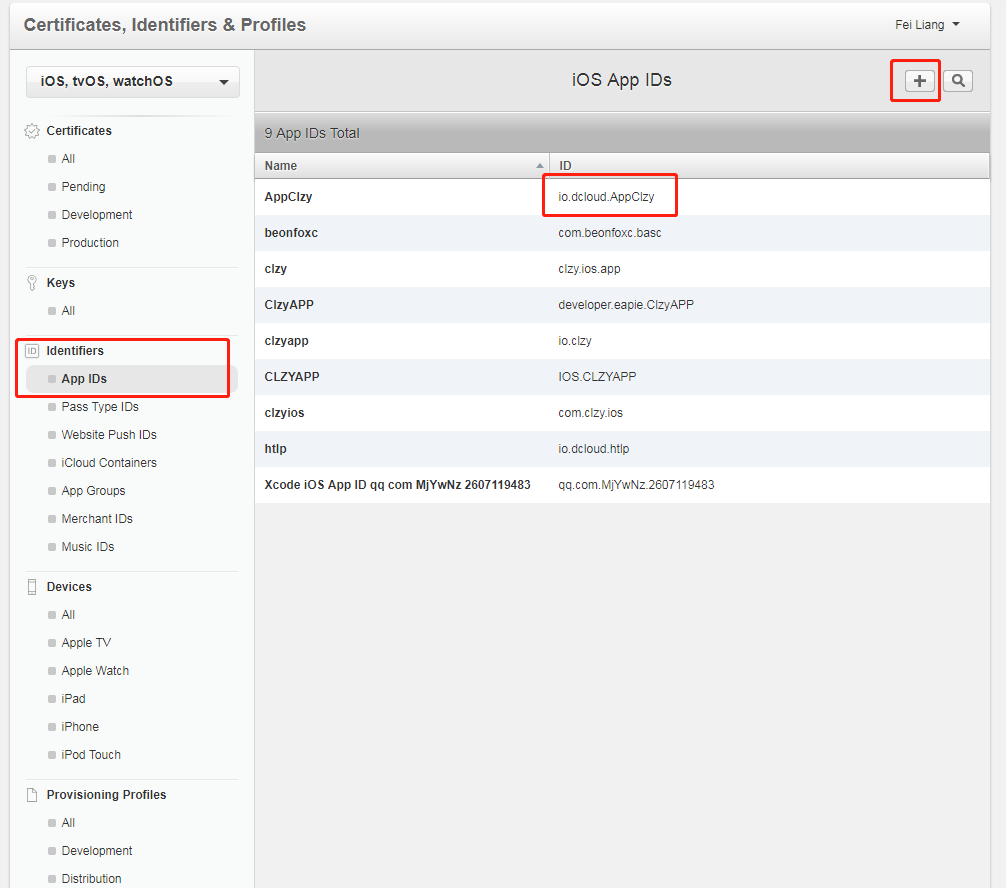 Certificates, Identifiers & Profiles
Fei Liang
iOS, tvOS, watchOS
Certificates
All
Pending
Development
Production
Keys
All
ID Identifiers
App IDs
Pass Type IDs
Website Push IDs
iCloud Containers
App Groups
Merchant IDs
Music IDs
Devices
All
Apple TV
Apple Watch
iPad
iPhone
iPod Touch
Provisioning Profiles
All
Development
Distribution
iOS App IDs
9 App IDs Total
Name ID
AppClzy io.dcloud.AppClzy
beonfoxc com.beonfoxc.basc
clzy clzy.ios.app
ClzyAPP developer.eapie.ClzyAPP
clzyapp io.clzy
CLZYAPP IOS.CLZYAPP
clzyios com.clzy.ios
htlp io.dcloud.htlp
Xcode iOS App ID qq com MjYwNz 2607119483 qq.com.MjYwNz.2607119483